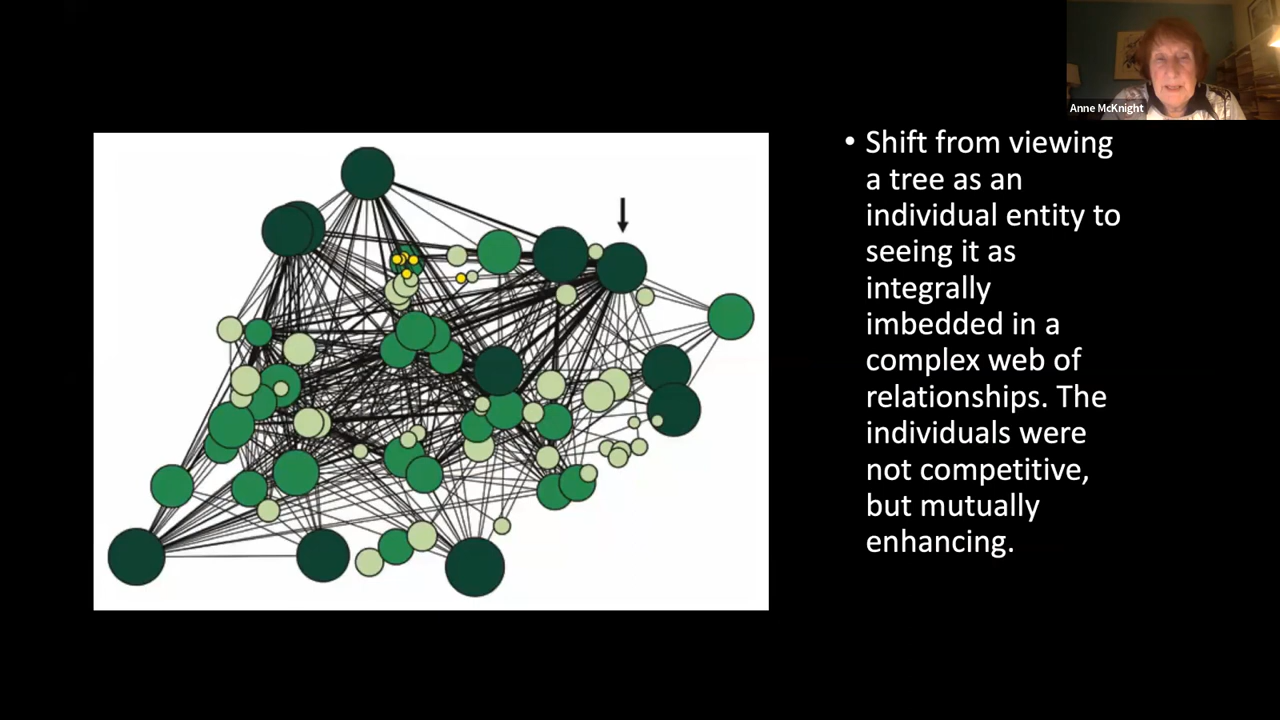 Anne McKnight
• Shift from viewing
a tree as an
individual entity to
seeing it as
integrally
imbedded in a
complex web of
relationships. The
individuals were
not competitive,
but mutually
enhancing.